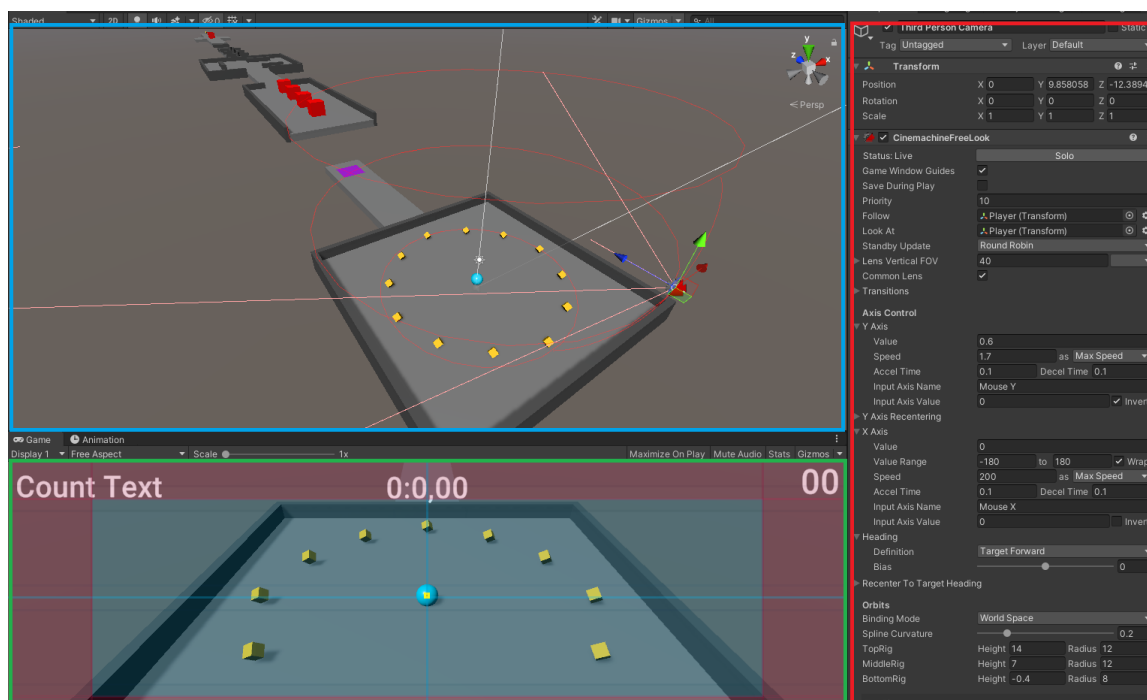 Shaded 2D Gizmos All
y
z x
Persp
Game Animation
Display 1 Free Aspect Scale 1x Maximize On Play Mute Audio Stats Gizmos
Count Text 0:0,00 00
Third Person Camera Static
Tag Untagged Layer Default
Transform
Position X 0 Y 9.858058 Z -12.3894
Rotation X 0 Y 0 Z 0
Scale X 1 Y 1 Z 1
CinemachineFreeLook
Status: Live Solo
Game Window Guides
Save During Play
Priority 10
Follow Player (Transform)
Look At Player (Transform)
Standby Update Round Robin
Lens Vertical FOV 40
Common Lens
Transitions
Axis Control
Y Axis
Value 0.6
Speed 1.7 as Max Speed
Accel Time 0.1 Decel Time 0.1
Input Axis Name Mouse Y
Input Axis Value 0 Invert
Y Axis Recentering
X Axis
Value 0
Value Range -180 to 180 Wrap
Speed 200 as Max Speed
Accel Time 0.1 Decel Time 0.1
Input Axis Name Mouse X
Input Axis Value 0 Invert
Heading
Definition Target Forward
Bias 0
Recenter To Target Heading
Orbits
Binding Mode World Space
Spline Curvature 0.2
TopRig Height 14 Radius 12
MiddleRig Height 7 Radius 12
BottomRig Height -0.4 Radius 8